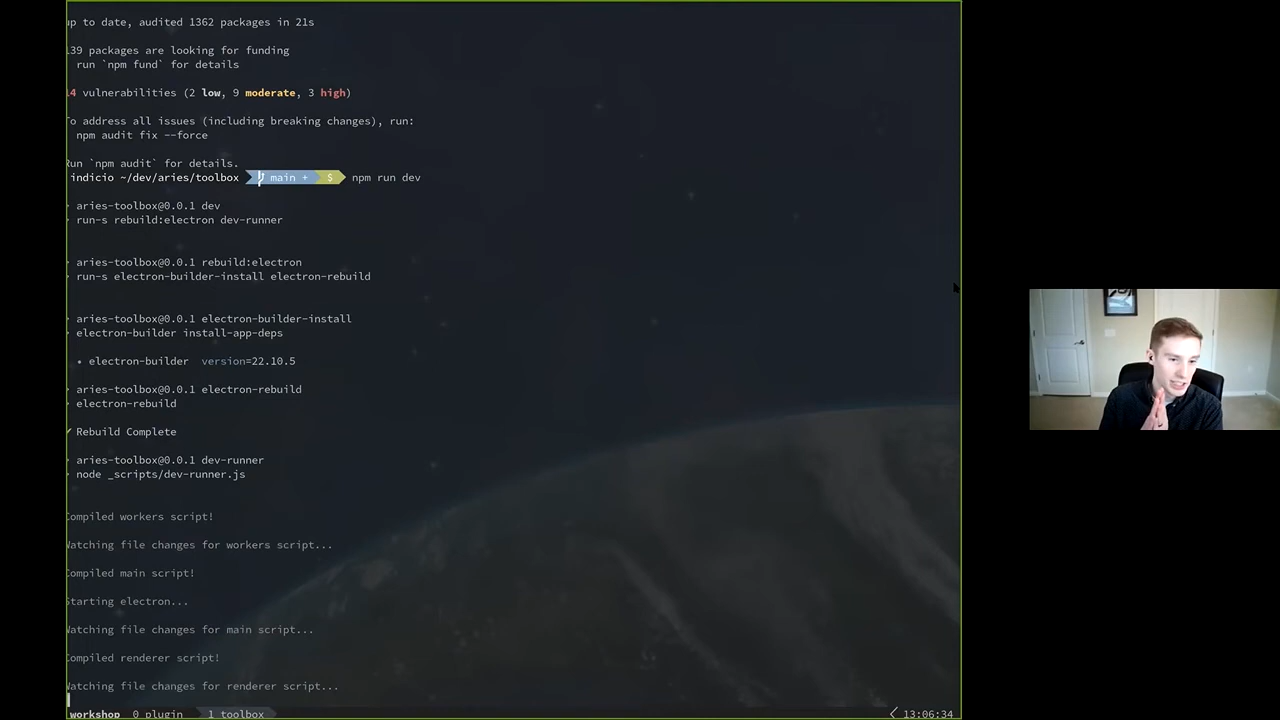 up to date, audited 1362 packages in 21s
139 packages are looking for funding
run `npm fund` for details
14 vulnerabilities (2 low, 9 moderate, 3 high)
To address all issues (including breaking changes), run:
npm audit fix --force
Run `npm audit` for details.
indicio ~/dev/aries/toolbox main + $ npm run dev
> aries-toolbox@0.0.1 dev
> run-s rebuild:electron dev-runner
> aries-toolbox@0.0.1 rebuild:electron
> run-s electron-builder-install electron-rebuild
> aries-toolbox@0.0.1 electron-builder-install
> electron-builder install-app-deps
• electron-builder version=22.10.5
> aries-toolbox@0.0.1 electron-rebuild
> electron-rebuild
✔ Rebuild Complete
> aries-toolbox@0.0.1 dev-runner
> node _scripts/dev-runner.js
Compiled workers script!
Watching file changes for workers script...
Compiled main script!
Starting electron...
Watching file changes for main script...
Compiled renderer script!
Watching file changes for renderer script...
workshop 0 plugin 1 toolbox 13:06:34